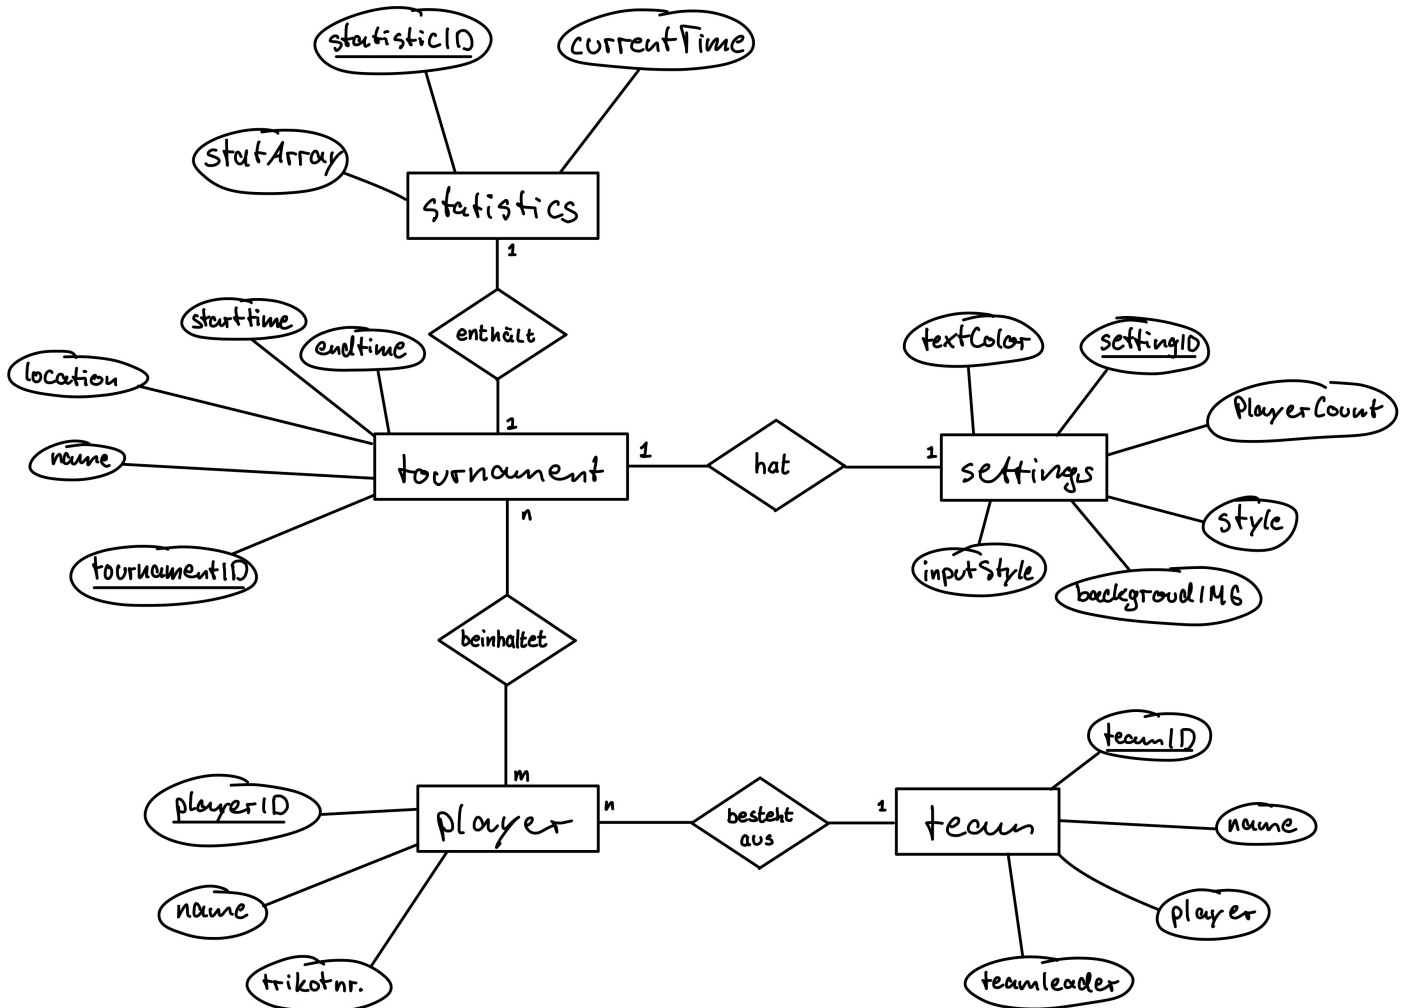 statisticID
currentTime
statArray
statistics
1
starttime
enthält
endtime
textColor
settingID
location
PlayerCount
1
name
tournament
1
hat
1
settings
n
style
tournamentID
inputStyle
backgroudIMG
beinhaltet
teamID
m
playerID
player
n
besteht
aus
1
team
name
name
player
trikotnr.
teamleader